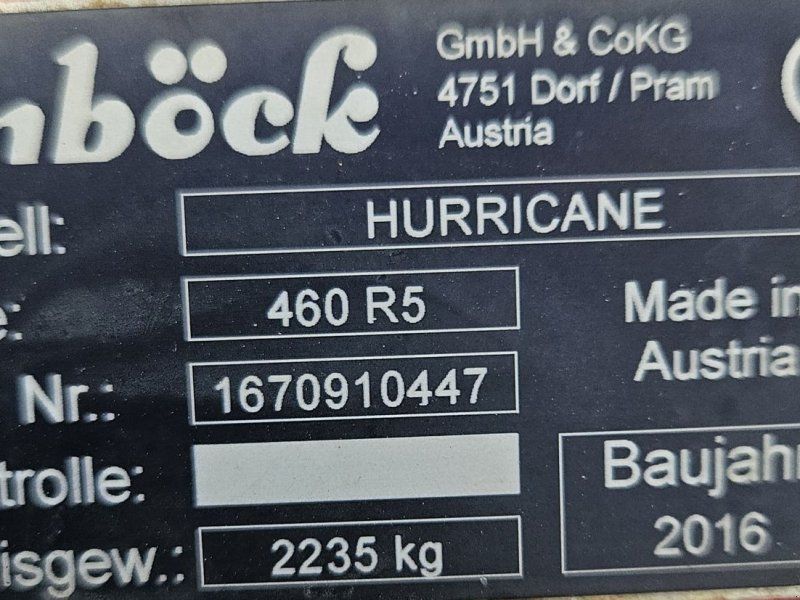 nböck
GmbH & CoKG
4751 Dorf / Pram
Austria
ell: HURRICANE
e: 460 R5
Made in
Austria
Nr.: 1670910447
trolle:
Baujahr
2016
isgew.: 2235 kg